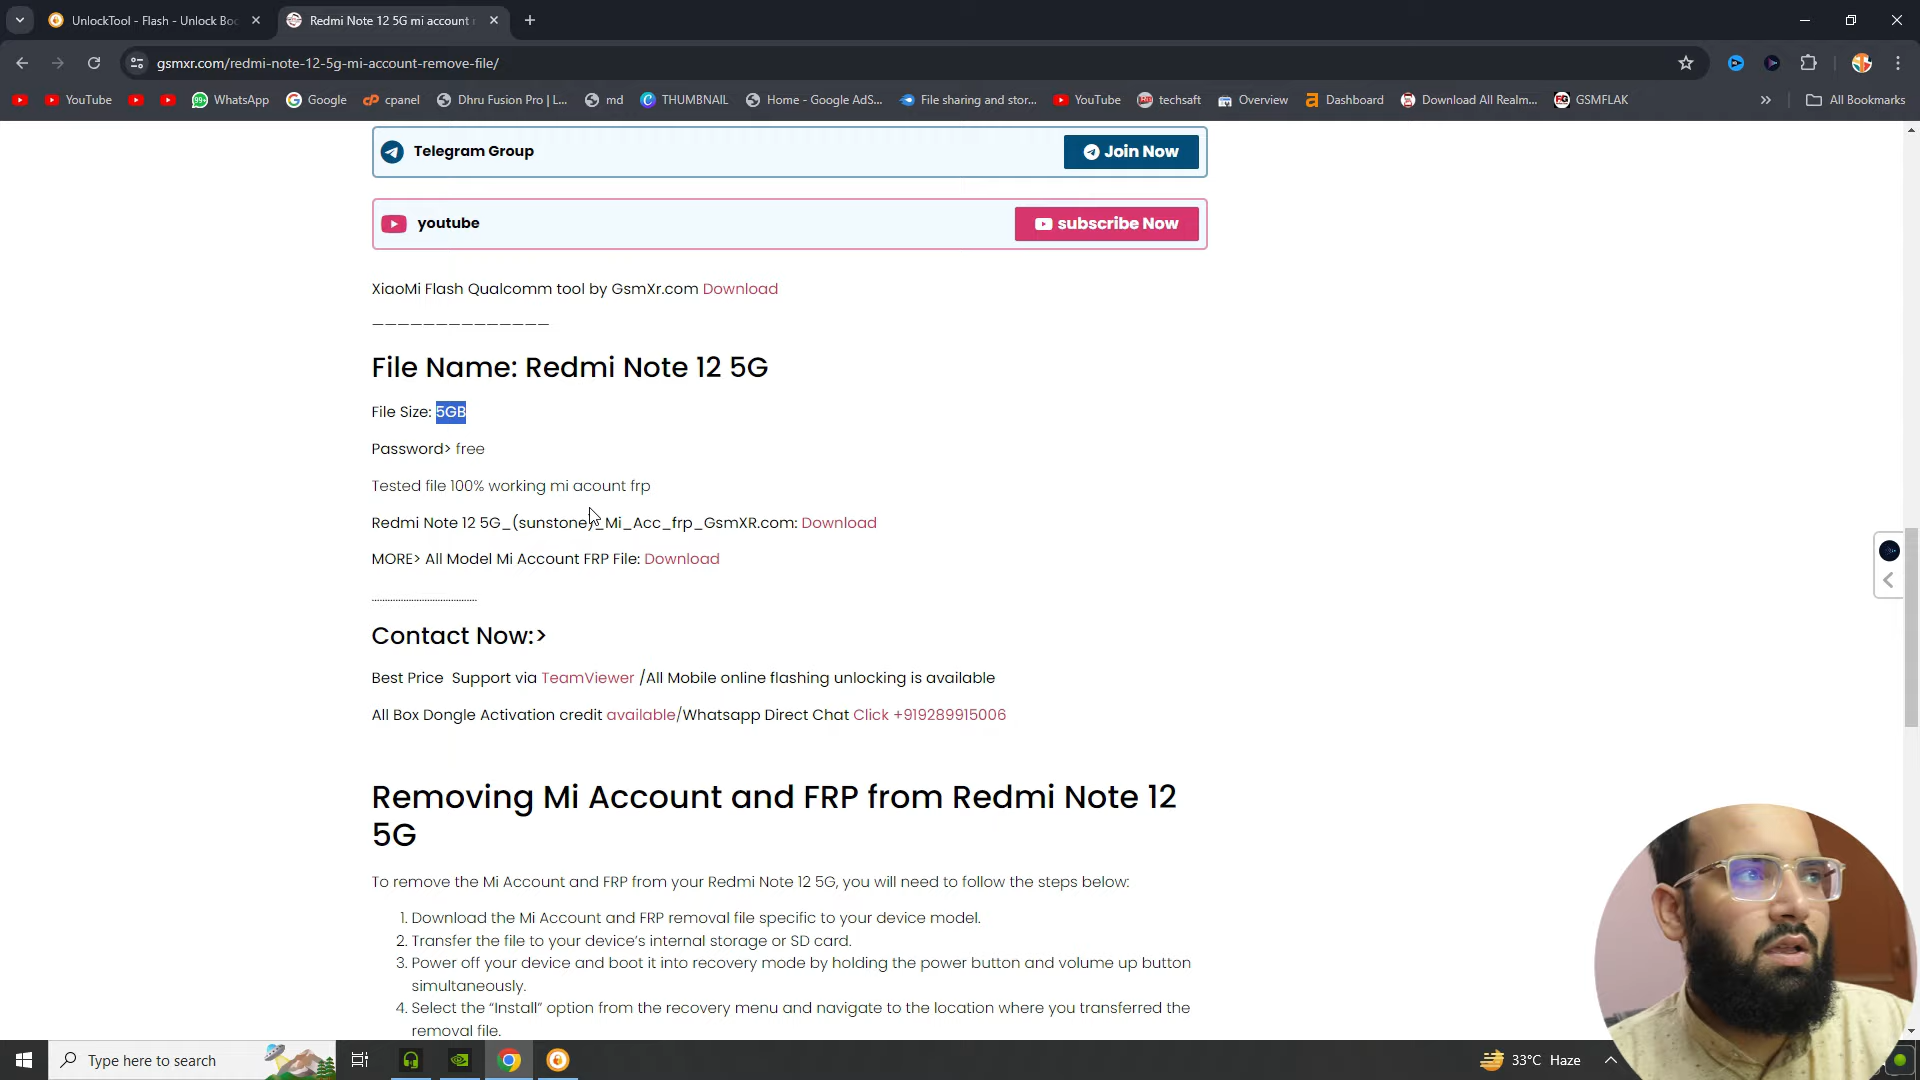 UnlockTool - Flash - Unlock Boo
Redmi Note 12 5G mi account r
gsmxr.com/redmi-note-12-5g-mi-account-remove-file/
YouTube
WhatsApp
Google
cpanel
Dhru Fusion Pro | L...
md
THUMBNAIL
Home - Google AdS...
File sharing and stor...
YouTube
techsaft
Overview
Dashboard
Download All Realm...
GSMFLAK
All Bookmarks
Telegram Group
Join Now
youtube
subscribe Now
XiaoMi Flash Qualcomm tool by GsmXr.com Download
——————————————
File Name: Redmi Note 12 5G
File Size: 5GB
Password> free
Tested file 100% working mi acount frp
Redmi Note 12 5G_(sunstone)_Mi_Acc_frp_GsmXR.com: Download
MORE> All Model Mi Account FRP File: Download
Contact Now:>
Best Price Support via TeamViewer /All Mobile online flashing unlocking is available
All Box Dongle Activation credit available/Whatsapp Direct Chat Click +919289915006
Removing Mi Account and FRP from Redmi Note 12
5G
To remove the Mi Account and FRP from your Redmi Note 12 5G, you will need to follow the steps below:
1. Download the Mi Account and FRP removal file specific to your device model.
2. Transfer the file to your device’s internal storage or SD card.
3. Power off your device and boot it into recovery mode by holding the power button and volume up button
simultaneously.
4. Select the “Install” option from the recovery menu and navigate to the location where you transferred the
removal file.
Type here to search
33°C Haze